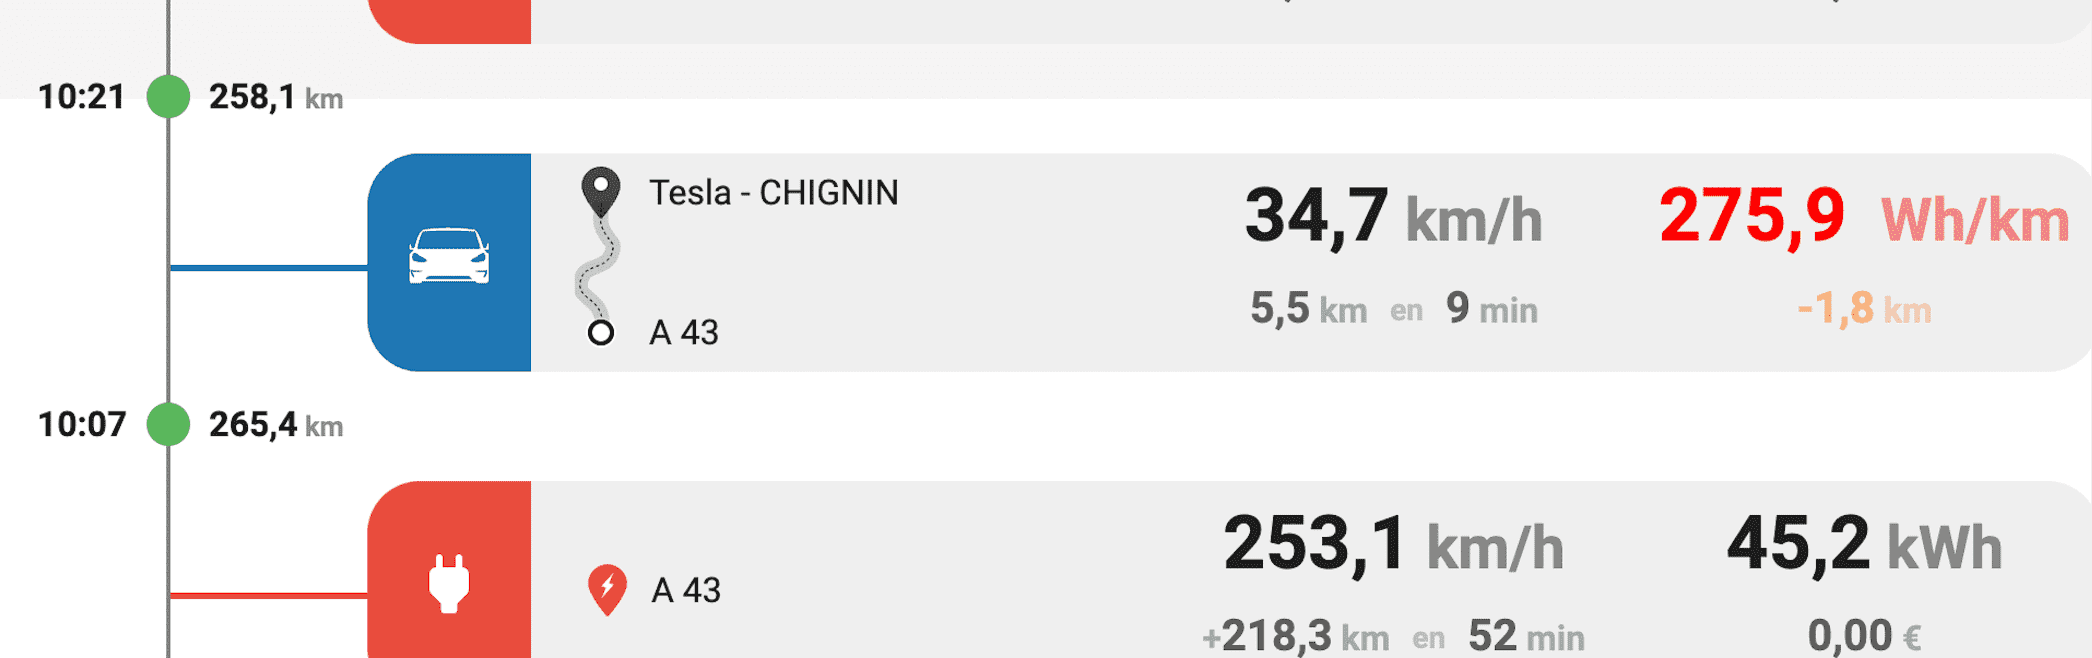 10:21 258,1 km
Tesla - CHIGNIN 34,7 km/h 275,9 Wh/km
5,5 km en 9 min -1,8 km
A 43
10:07 265,4 km
253,1 km/h 45,2 kWh
A 43
+218,3 km en 52 min 0,00 €